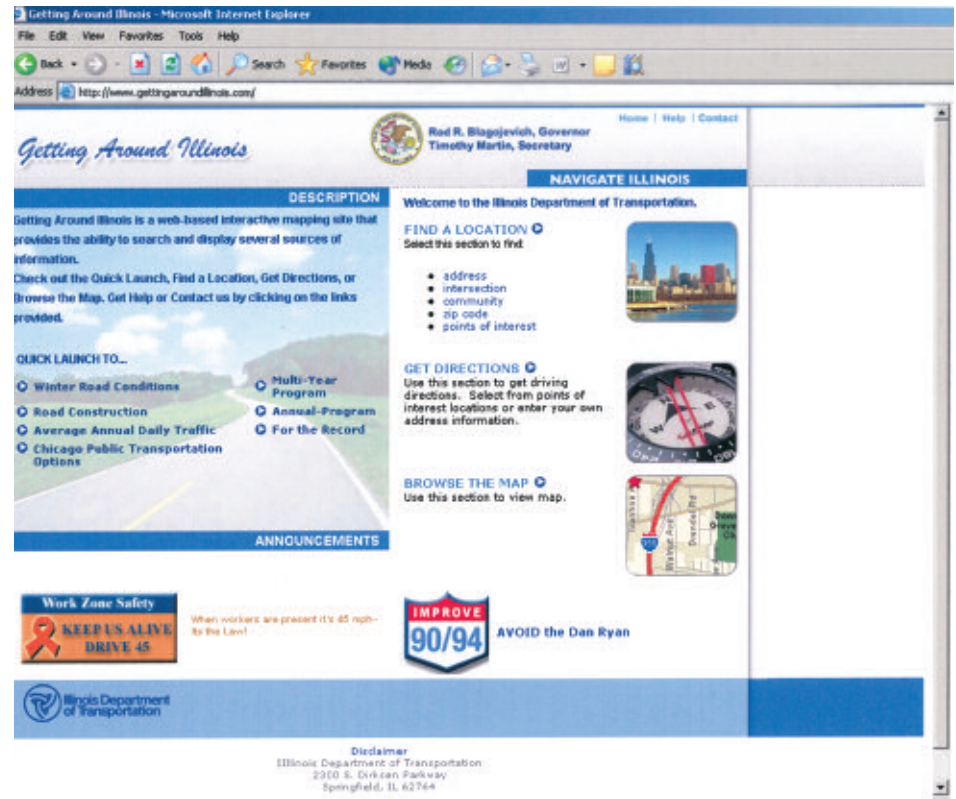 Getting Around Illinois - Microsoft Internet Explorer
File Edit View Favorites Tools Help
Back Search Favorites Media
Address http://www.gettingaroundillinois.com/
Home | Help | Contact
Getting Around Illinois
Rod R. Blagojevich, Governor
Timothy Martin, Secretary
NAVIGATE ILLINOIS
DESCRIPTION
Getting Around Illinois is a web-based interactive mapping site that
provides the ability to search and display several sources of
information.
Check out the Quick Launch, Find a Location, Get Directions, or
Browse the Map. Get Help or Contact us by clicking on the links
provided.
QUICK LAUNCH TO...
Winter Road Conditions
Road Construction
Average Annual Daily Traffic
Chicago Public Transportation
Options
Multi-Year
Program
Annual-Program
For the Record
Welcome to the Illinois Department of Transportation.
FIND A LOCATION
Select this section to find:
address
intersection
community
zip code
points of interest
GET DIRECTIONS
Use this section to get driving
directions. Select from points of
interest locations or enter your own
address information.
BROWSE THE MAP
Use this section to view map.
Walnut Ave
355
ANNOUNCEMENTS
Work Zone Safety
KEEP US ALIVE
DRIVE 45
When workers are present it's 45 mph--
Its the Law!
IMPROVE
90/94
AVOID the Dan Ryan
Illinois Department
of Transportation
Disclaimer
Illinois Department of Transportation
2300 S. Dirksen Parkway
Springfield, IL 62764